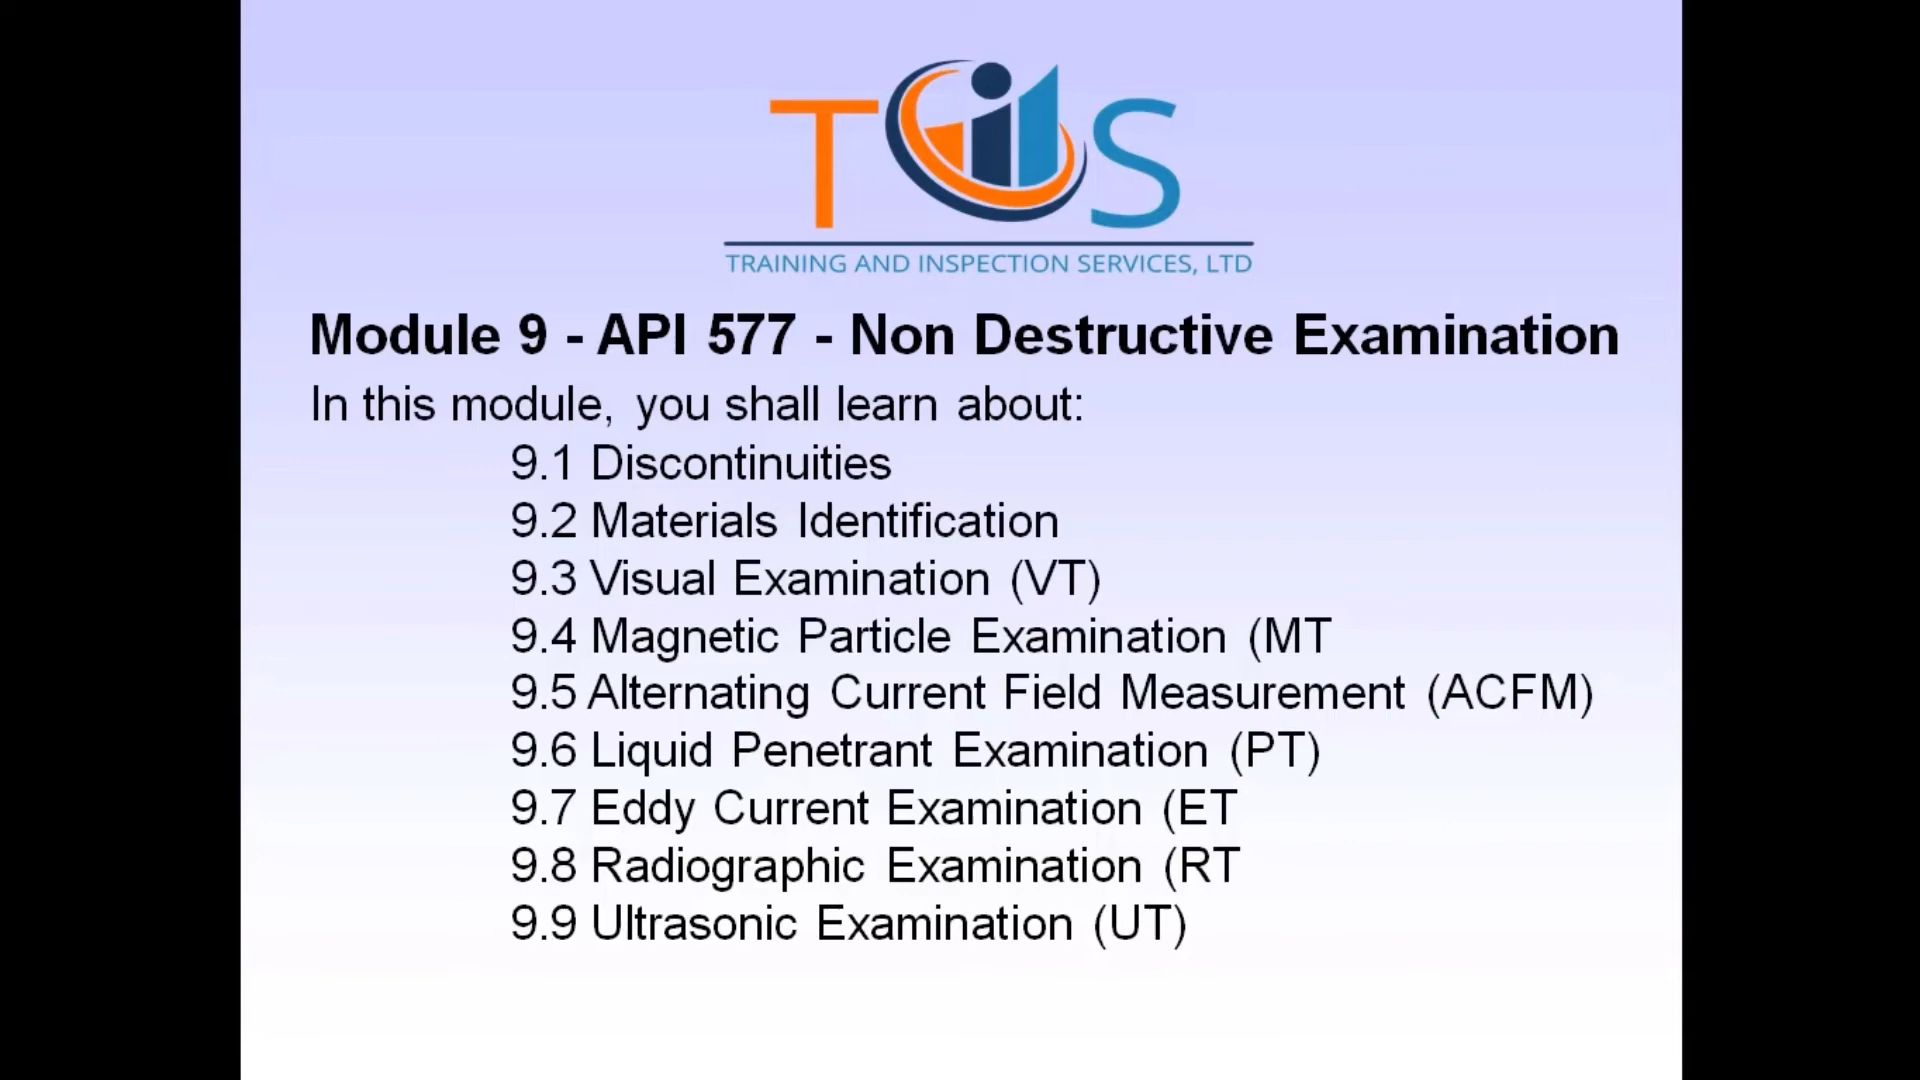 TiS
TRAINING AND INSPECTION SERVICES, LTD
Module 9 - API 577 - Non Destructive Examination
In this module, you shall learn about:
9.1 Discontinuities
9.2 Materials Identification
9.3 Visual Examination (VT)
9.4 Magnetic Particle Examination (MT
9.5 Alternating Current Field Measurement (ACFM)
9.6 Liquid Penetrant Examination (PT)
9.7 Eddy Current Examination (ET
9.8 Radiographic Examination (RT
9.9 Ultrasonic Examination (UT)